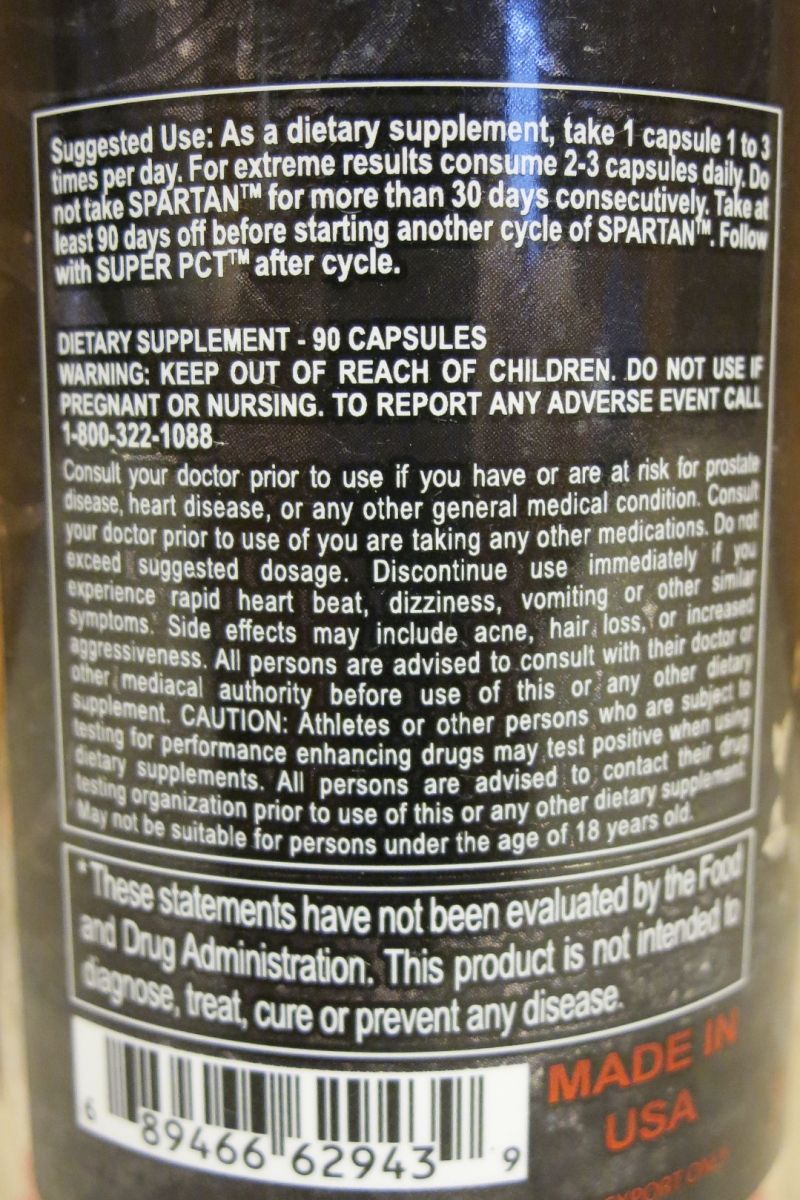 Suggested Use: As a dietary supplement, take 1 capsule 1 to 3
times per day. For extreme results consume 2-3 capsules daily. Do
not take SPARTAN™ for more than 30 days consecutively. Take at
least 90 days off before starting another cycle of SPARTAN™. Follow
with SUPER PCT™ after cycle.
DIETARY SUPPLEMENT - 90 CAPSULES
WARNING: KEEP OUT OF REACH OF CHILDREN. DO NOT USE IF
PREGNANT OR NURSING. TO REPORT ANY ADVERSE EVENT CALL
1-800-322-1088
Consult your doctor prior to use if you have or are at risk for prostate
disease, heart disease, or any other general medical condition. Consult
your doctor prior to use of you are taking any other medications. Do not
exceed suggested dosage. Discontinue use immediately if you
experience rapid heart beat, dizziness, vomiting or other similar
symptoms. Side effects may include acne, hair loss, or increased
aggressiveness. All persons are advised to consult with their doctor or
other mediacal authority before use of this or any other dietary
supplement. CAUTION: Athletes or other persons who are subject to
testing for performance enhancing drugs may test positive when using
dietary supplements. All persons are advised to contact their drug
testing organization prior to use of this or any other dietary supplement.
May not be suitable for persons under the age of 18 years old.
*These statements have not been evaluated by the Food
and Drug Administration. This product is not intended to
diagnose, treat, cure or prevent any disease.
MADE IN
USA
6 89466 62943 9
EXPORT ONLY